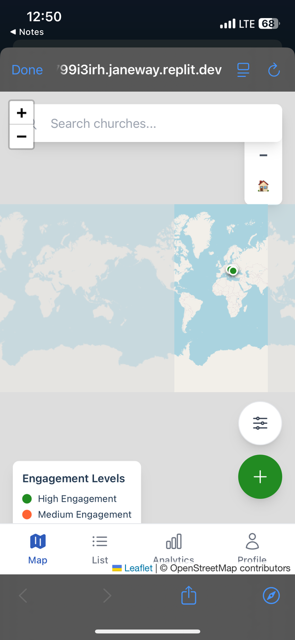 12:50
LTE 68
◀ Notes
Done
99i3irh.janeway.replit.dev
+
−
Search churches...
−
Engagement Levels
High Engagement
Medium Engagement
+
Map
List
Analytics
Profile
Leaflet | © OpenStreetMap contributors